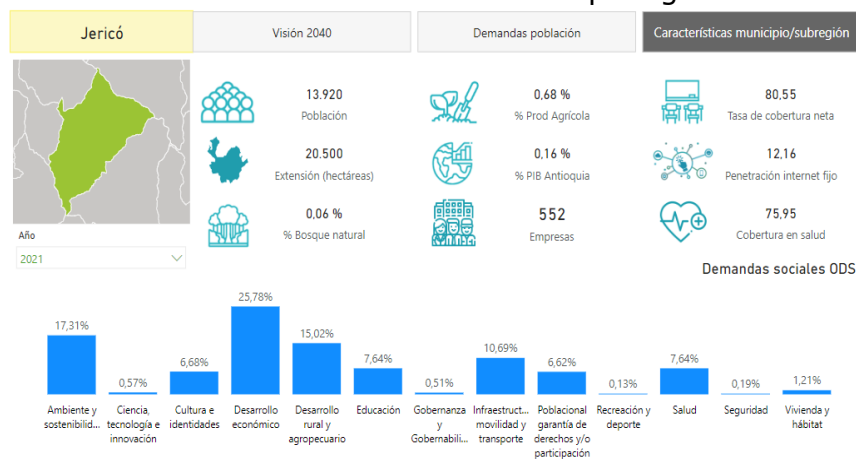 Jericó
Visión 2040
Demandas población
Características municipio/subregión
13.920
Población
0,68 %
% Prod Agrícola
80,55
Tasa de cobertura neta
20.500
Extensión (hectáreas)
0,16 %
% PIB Antioquia
12,16
Penetración internet fijo
0,06 %
% Bosque natural
552
Empresas
75,95
Cobertura en salud
Año
2021
Demandas sociales ODS
17,31%
0,57%
6,68%
25,78%
15,02%
7,64%
0,51%
10,69%
6,62%
0,13%
7,64%
0,19%
1,21%
Ambiente y
sostenibilid...
Ciencia,
tecnología e
innovación
Cultura e
identidades
Desarrollo
económico
Desarrollo
rural y
agropecuario
Educación
Gobernanza
y
Gobernabili...
Infraestruct...
movilidad y
transporte
Poblacional
garantía de
derechos y/o
participación
Recreación y
deporte
Salud
Seguridad
Vivienda y
hábitat